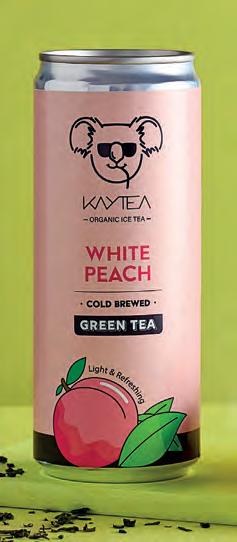 KAYTEA
– ORGANIC ICE TEA –
WHITE
PEACH
· COLD BREWED ·
GREEN TEA
Light & Refreshing